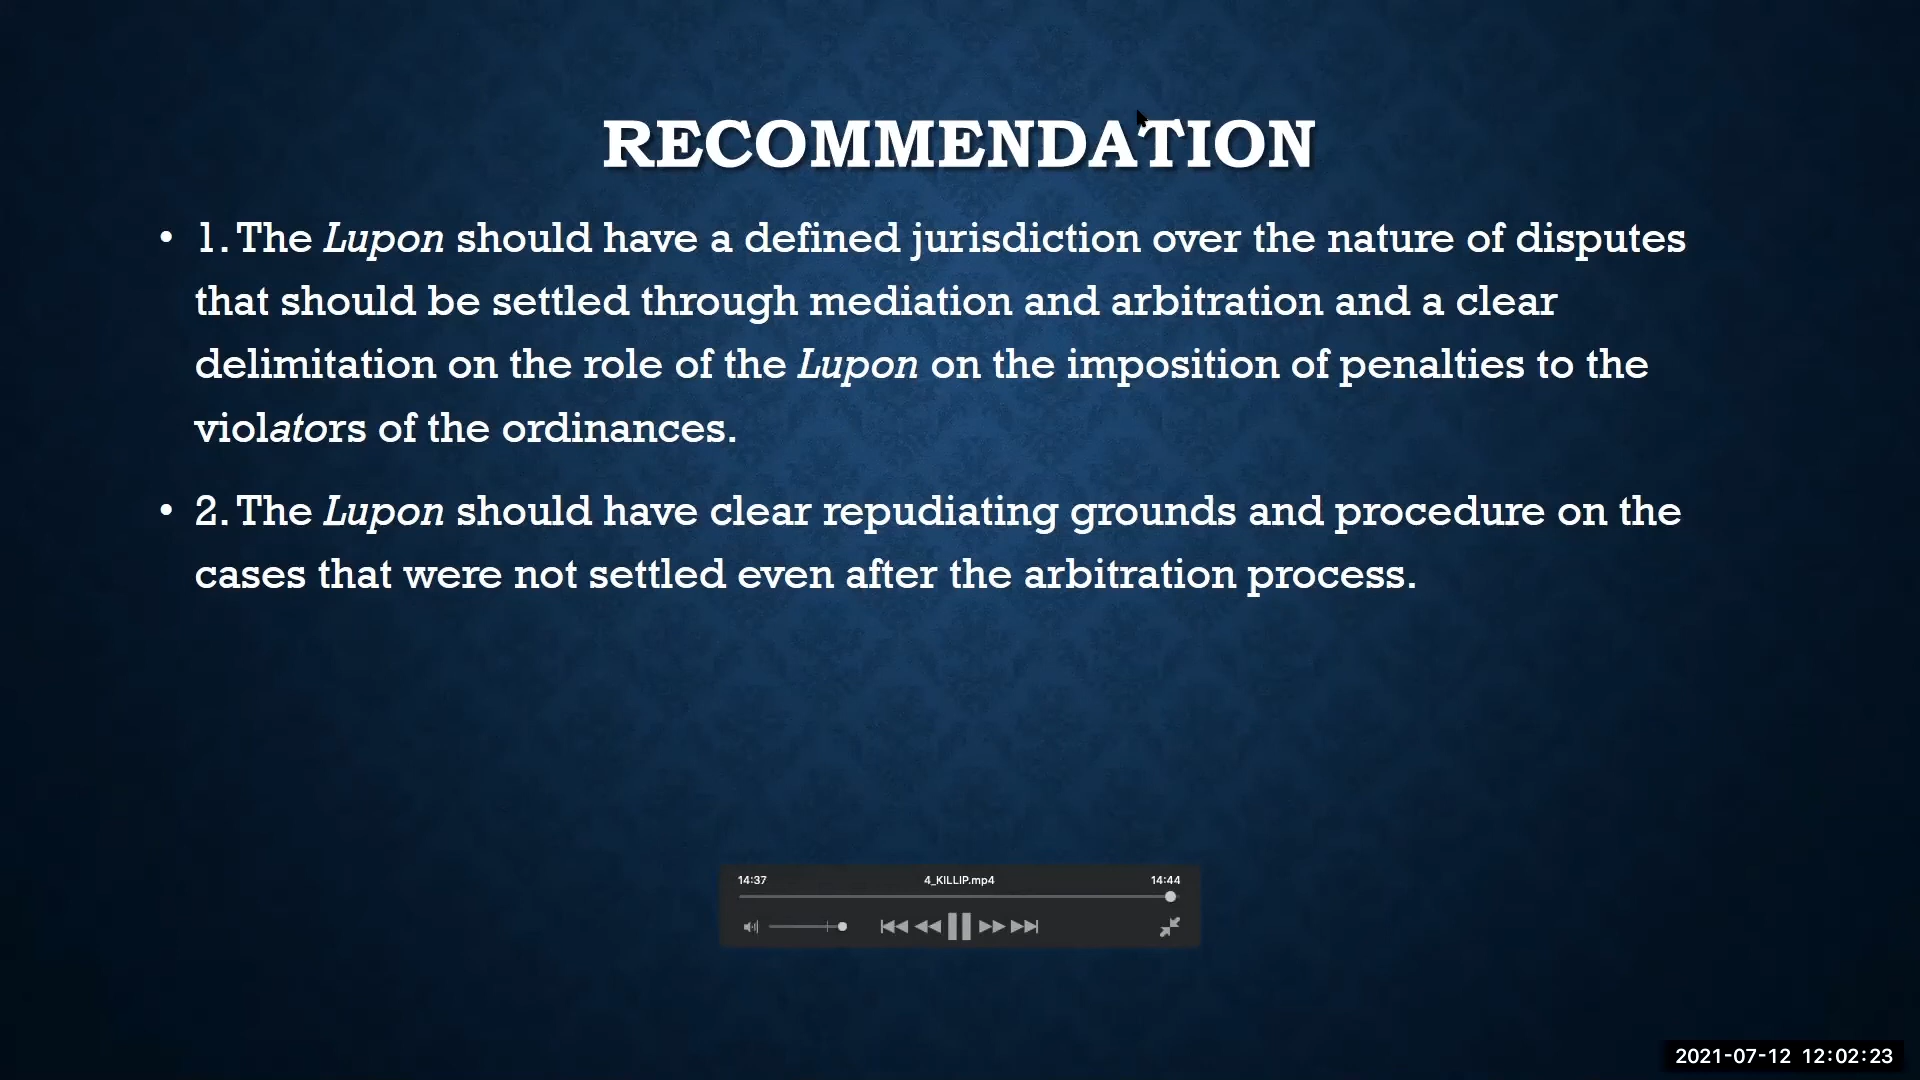 RECOMMENDATION
• 1. The Lupon should have a defined jurisdiction over the nature of disputes
that should be settled through mediation and arbitration and a clear
delimitation on the role of the Lupon on the imposition of penalties to the
violators of the ordinances.
• 2. The Lupon should have clear repudiating grounds and procedure on the
cases that were not settled even after the arbitration process.
14:37 4_KILLIP.mp4 14:44
2021-07-12 12:02:23